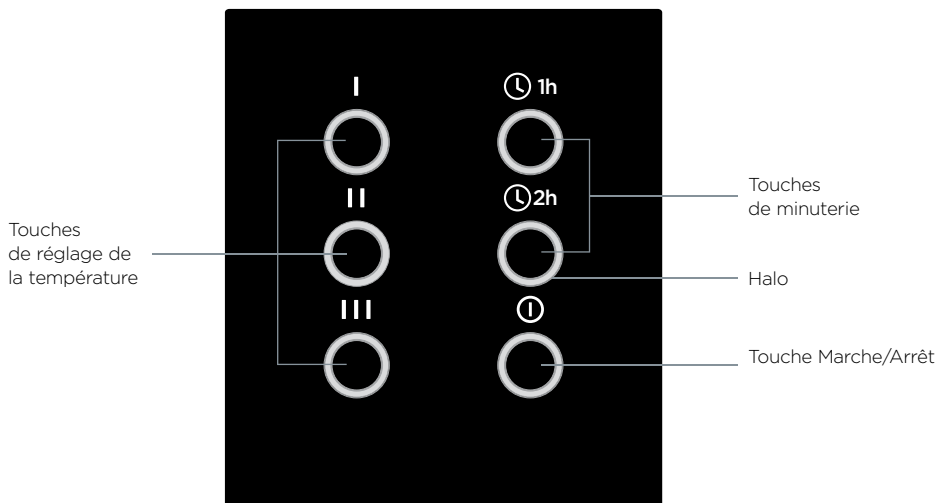 I
1h
II
2h
III
Touches
de réglage de
la température
Touches
de minuterie
Halo
Touche Marche/Arrêt